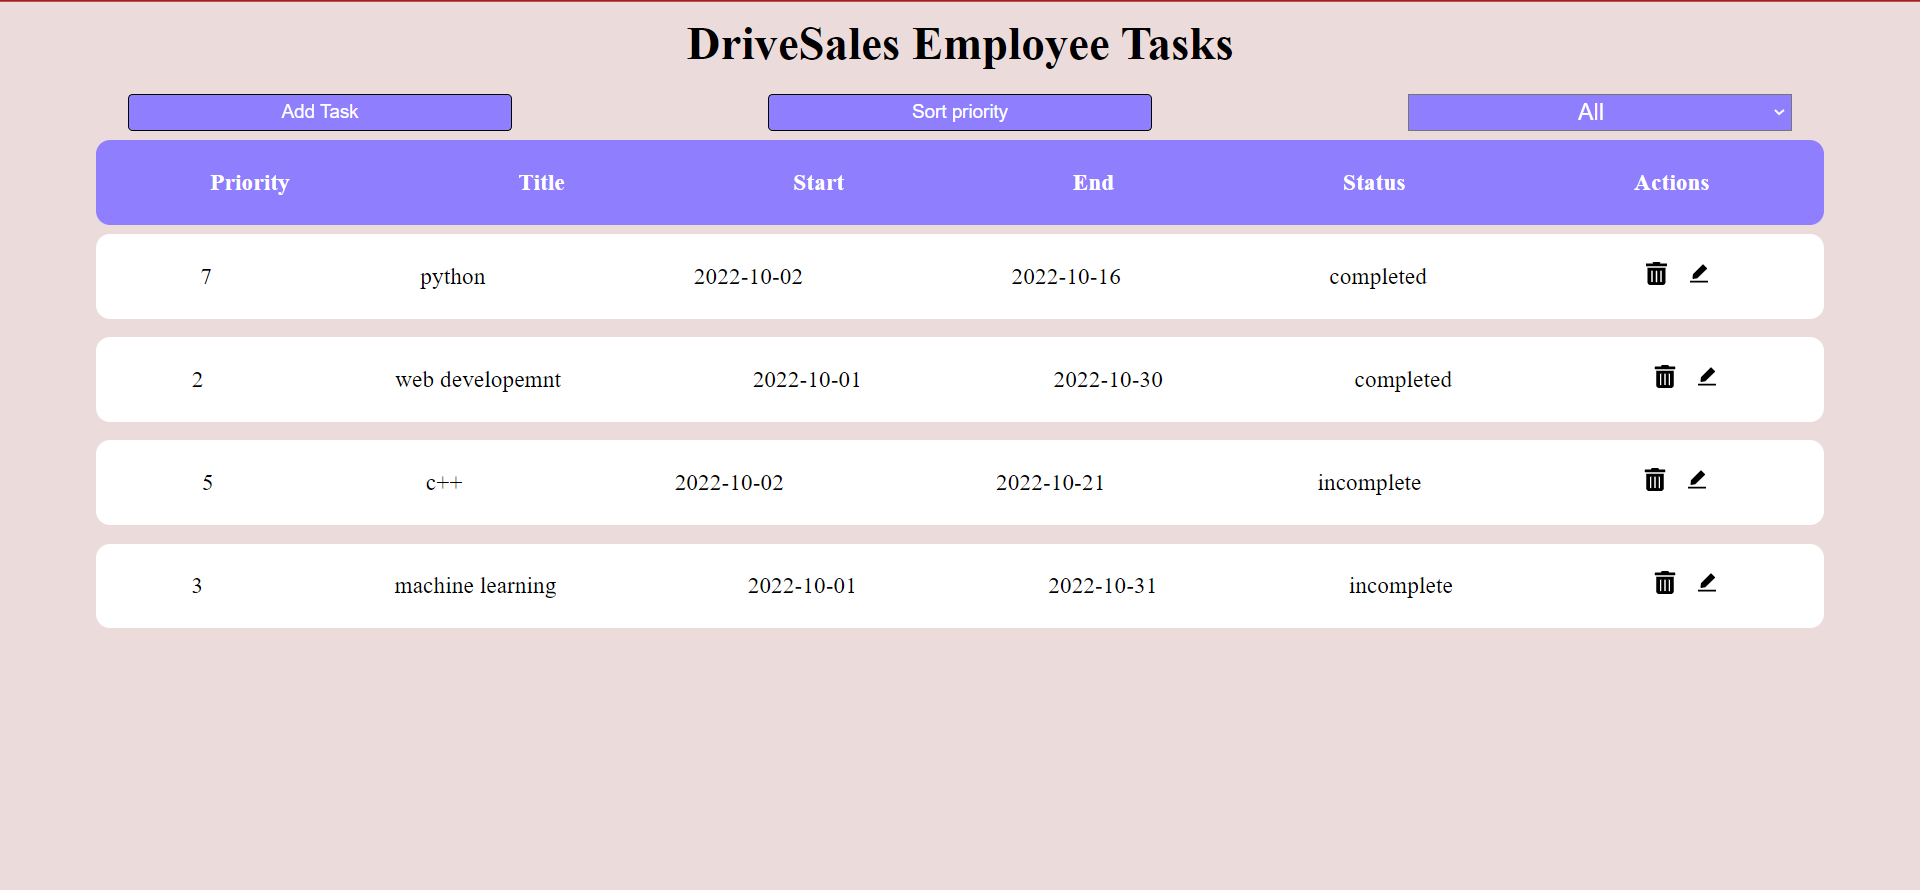 DriveSales Employee Tasks
Add Task Sort priority All
Priority Title Start End Status Actions
7 python 2022-10-02 2022-10-16 completed
2 web developemnt 2022-10-01 2022-10-30 completed
5 c++ 2022-10-02 2022-10-21 incomplete
3 machine learning 2022-10-01 2022-10-31 incomplete